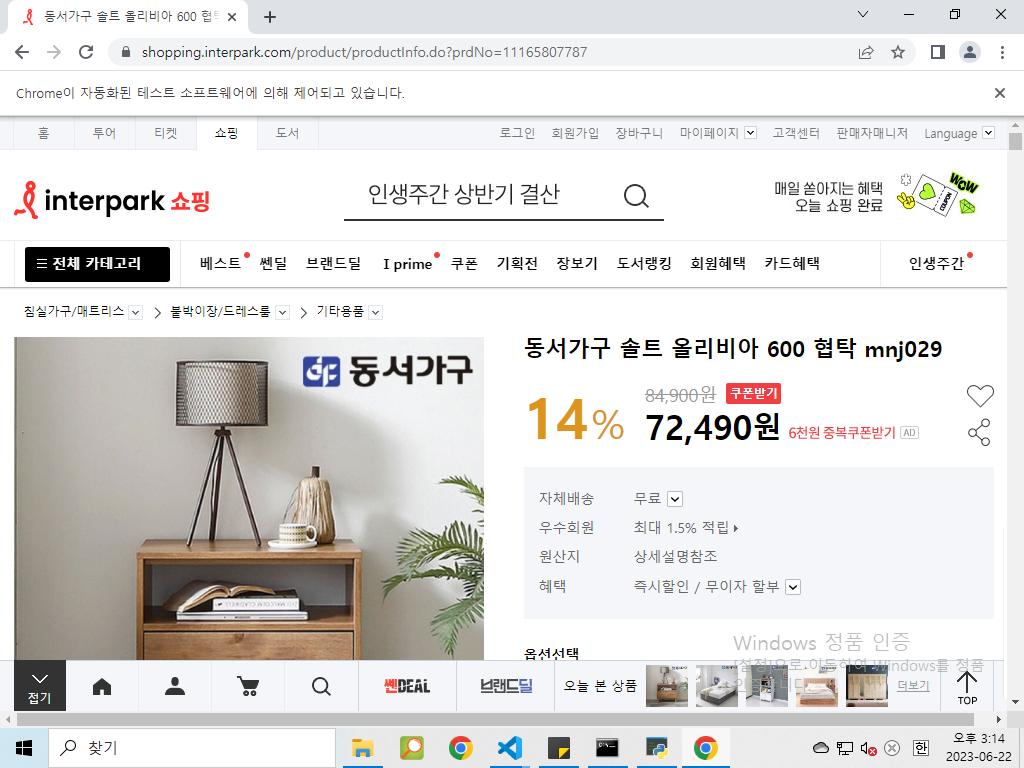 동서가구 솔트 올리비아 600 협탁
shopping.interpark.com/product/productInfo.do?prdNo=11165807787
Chrome이 자동화된 테스트 소프트웨어에 의해 제어되고 있습니다.
홈 투어 티켓 쇼핑 도서 로그인 회원가입 장바구니 마이페이지 고객센터 판매자매니저 Language
interpark 쇼핑
인생주간 상반기 결산
매일 쏟아지는 혜택
오늘 쇼핑 완료
WOW
COUPON
전체 카테고리 베스트 쎈딜 브랜드딜 I prime 쿠폰 기획전 장보기 도서랭킹 회원혜택 카드혜택 인생주간
침실가구/매트리스 > 붙박이장/드레스룸 > 기타용품
동서가구
동서가구 솔트 올리비아 600 협탁 mnj029
14%
84,900원 쿠폰받기
72,490원 6천원 중복쿠폰받기 AD
자체배송 무료
우수회원 최대 1.5% 적립
원산지 상세설명참조
혜택 즉시할인 / 무이자 할부
옵션선택
Windows 정품 인증
[설정]으로 이동하여 Windows를 정품
접기
쎈DEAL
브랜드딜
오늘 본 상품
더보기
TOP
찾기
한
오후 3:14
2023-06-22